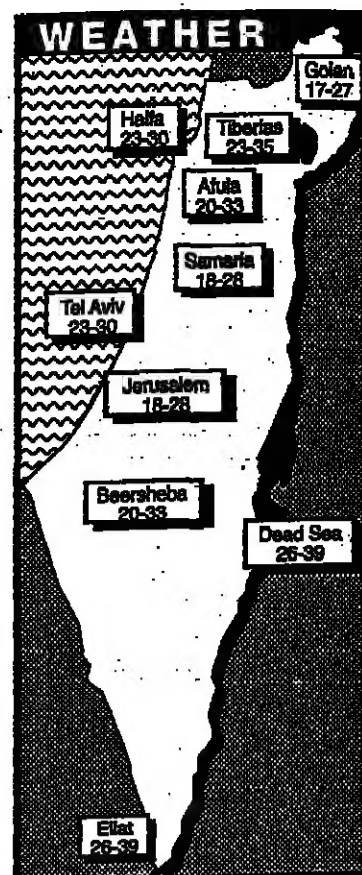 WEATHER
Golan
17-27
Haifa
23-30
Tiberias
23-35
Afula
20-33
Samaria
18-28
Tel Aviv
23-30
Jerusalem
18-28
Beersheba
20-33
Dead Sea
26-39
Eilat
26-39